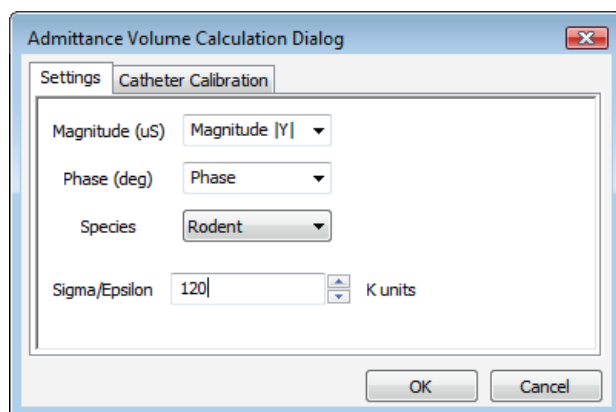 Admittance Volume Calculation Dialog
Settings Catheter Calibration
Magnitude (uS) Magnitude |Y|
Phase (deg) Phase
Species Rodent
Sigma/Epsilon 120 K units
OK Cancel